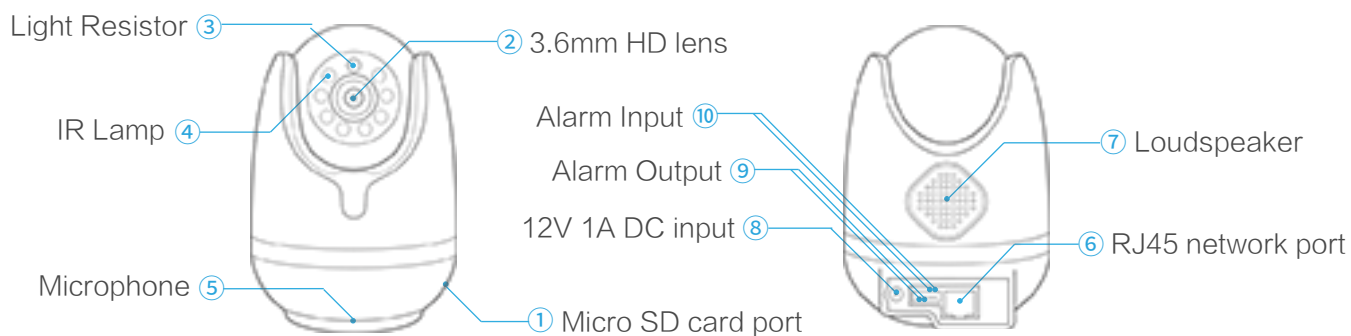 Light Resistor ③
② 3.6mm HD lens
IR Lamp ④
Alarm Input ⑩
⑦ Loudspeaker
Alarm Output ⑨
12V 1A DC input ⑧
⑥ RJ45 network port
Microphone ⑤
① Micro SD card port